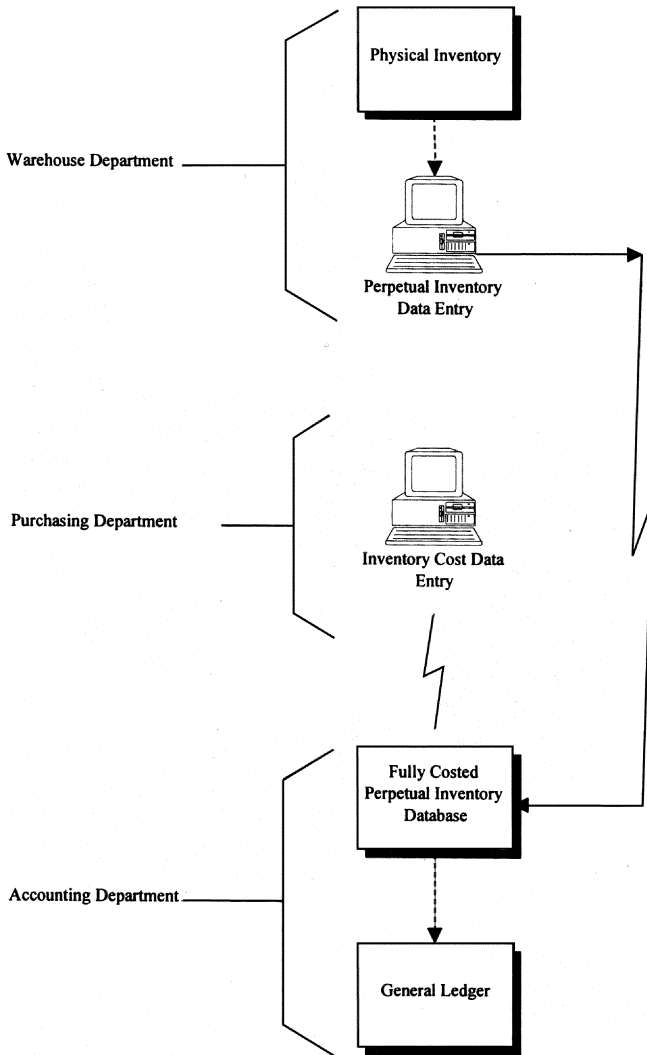 Physical Inventory
Warehouse Department
Perpetual Inventory
Data Entry
Purchasing Department
Inventory Cost Data
Entry
Fully Costed
Perpetual Inventory
Database
Accounting Department
General Ledger